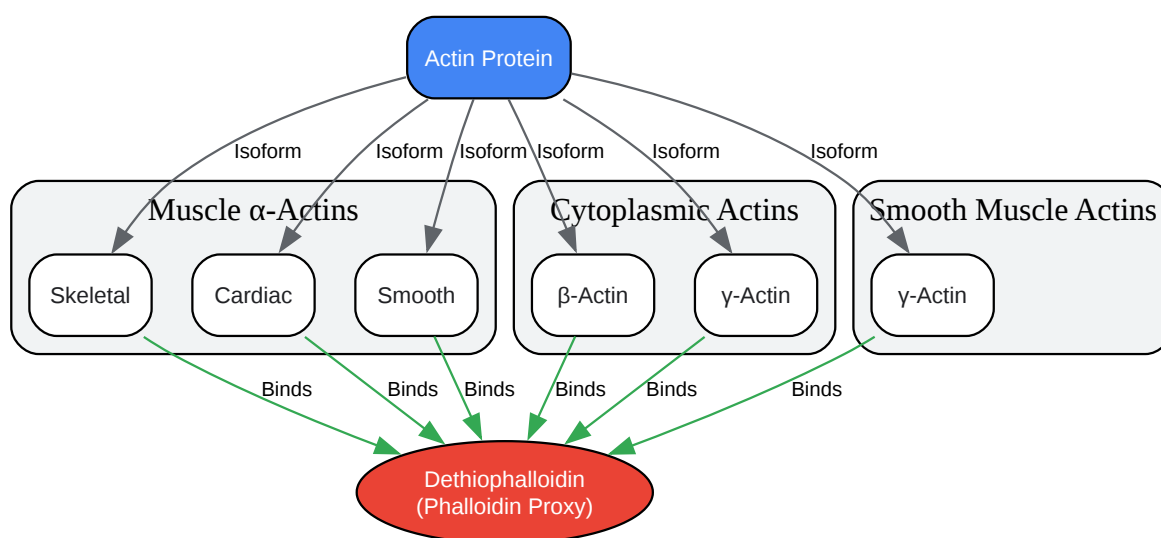 Actin Protein
Isoform Isoform Isoform Isoform Isoform Isoform
Muscle α-Actins Cytoplasmic Actins Smooth Muscle Actins
Skeletal Cardiac Smooth β-Actin γ-Actin γ-Actin
Binds Binds Binds Binds Binds Binds
Dethiophalloidin
(Phalloidin Proxy)